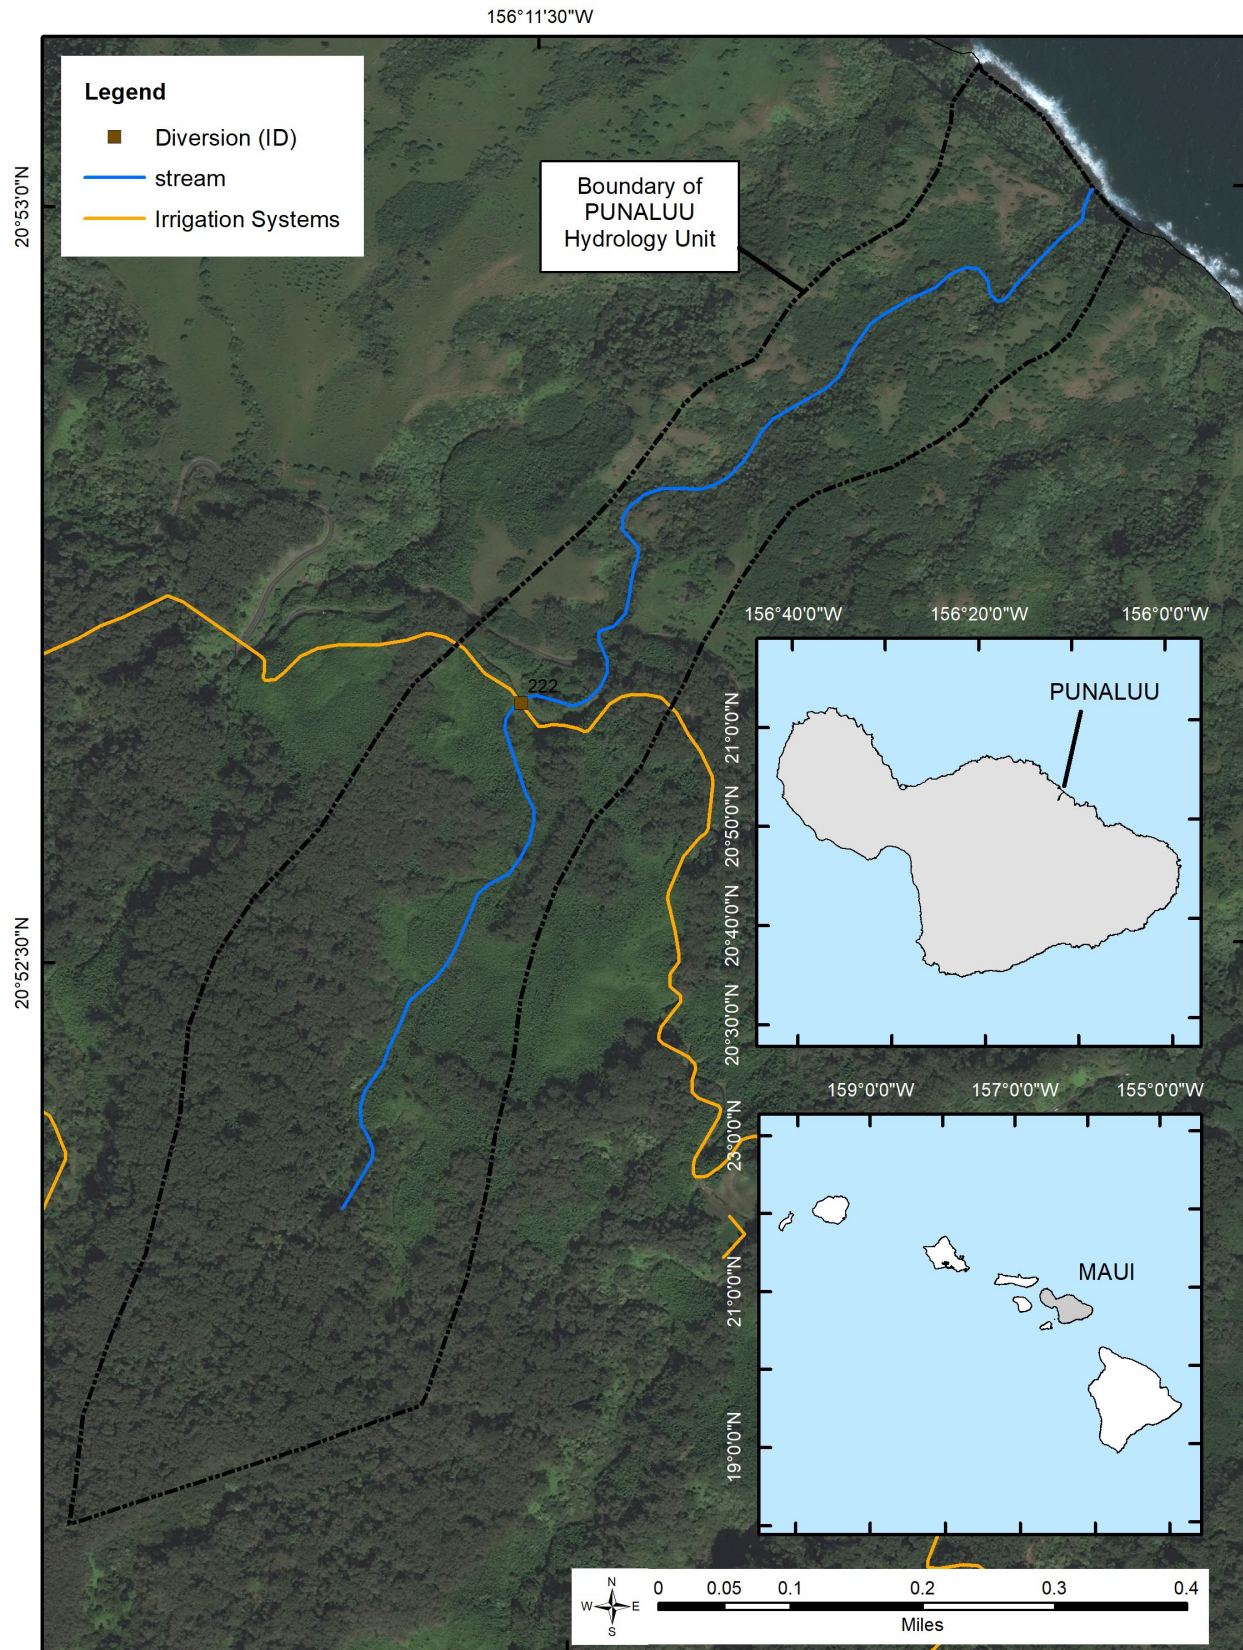 156°11'30"W
Legend
Diversion (ID)
stream
Irrigation Systems
20°53'0"N
Boundary of
PUNALUU
Hydrology Unit
222
20°52'30"N
156°40'0"W 156°20'0"W 156°0'0"W
PUNALUU
21°0'0"N
20°50'0"N
20°40'0"N
20°30'0"N
159°0'0"W 157°0'0"W 155°0'0"W
23°0'0"N
MAUI
21°0'0"N
19°0'0"N
N
W E
S
0 0.05 0.1 0.2 0.3 0.4
Miles